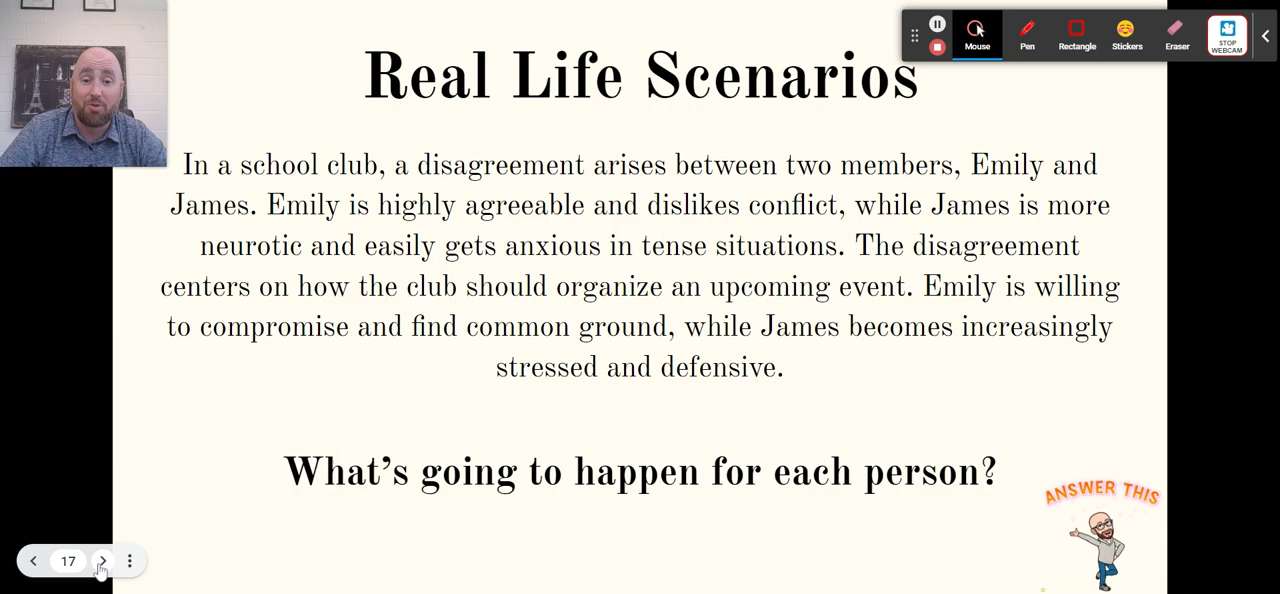 Real Life Scenarios
In a school club, a disagreement arises between two members, Emily and
James. Emily is highly agreeable and dislikes conflict, while James is more
neurotic and easily gets anxious in tense situations. The disagreement
centers on how the club should organize an upcoming event. Emily is willing
to compromise and find common ground, while James becomes increasingly
stressed and defensive.
What's going to happen for each person?
ANSWER THIS
17
Mouse
Pen
Rectangle
Stickers
Eraser
STOP
WEBCAM